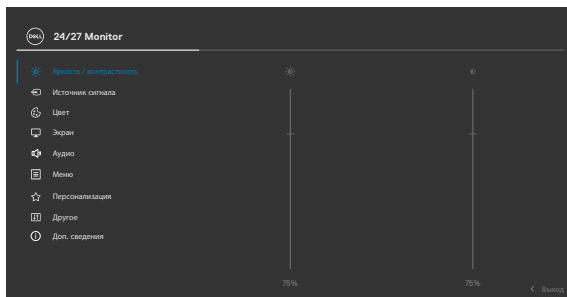 DELL
24/27 Monitor
Яркость / контрастность
Источник сигнала
Цвет
Экран
Аудио
Меню
Персонализация
Другое
Доп. сведения
75%
75%
Выход